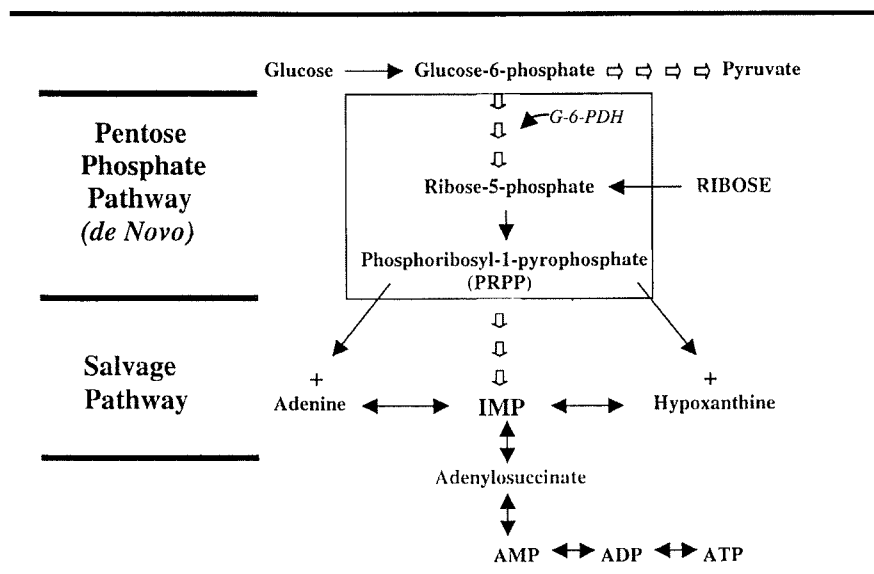 Glucose Glucose-6-phosphate Pyruvate
G-6-PDH
Pentose
Phosphate
Pathway
(de Novo)
Ribose-5-phosphate RIBOSE
Phosphoribosyl-1-pyrophosphate
(PRPP)
Salvage
Pathway
+ +
Adenine IMP Hypoxanthine
Adenylosuccinate
AMP ADP ATP